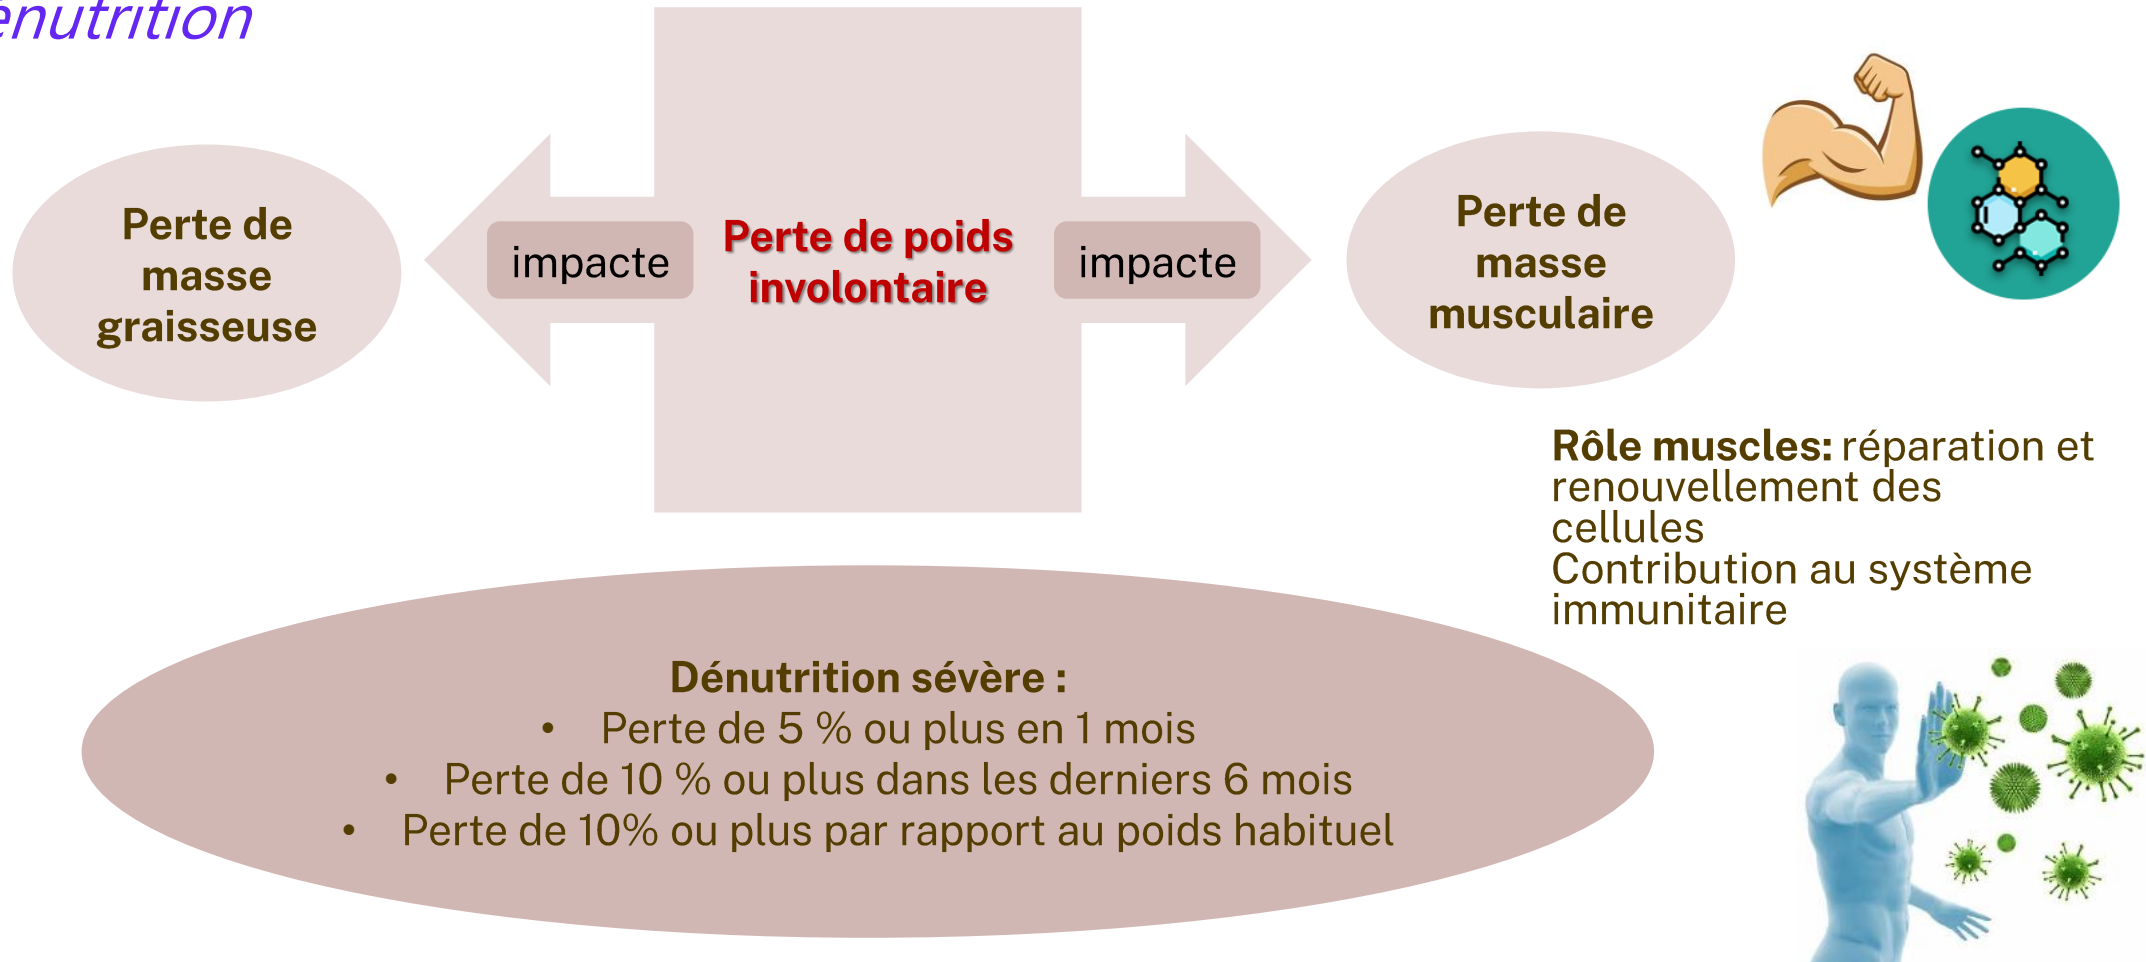 énutrition
Perte de
masse
graisseuse
impacte
Perte de poids
involontaire
impacte
Perte de
masse
musculaire
Rôle muscles: réparation et
renouvellement des
cellules
Contribution au système
immunitaire
Dénutrition sévère :
• Perte de 5 % ou plus en 1 mois
• Perte de 10 % ou plus dans les derniers 6 mois
• Perte de 10% ou plus par rapport au poids habituel